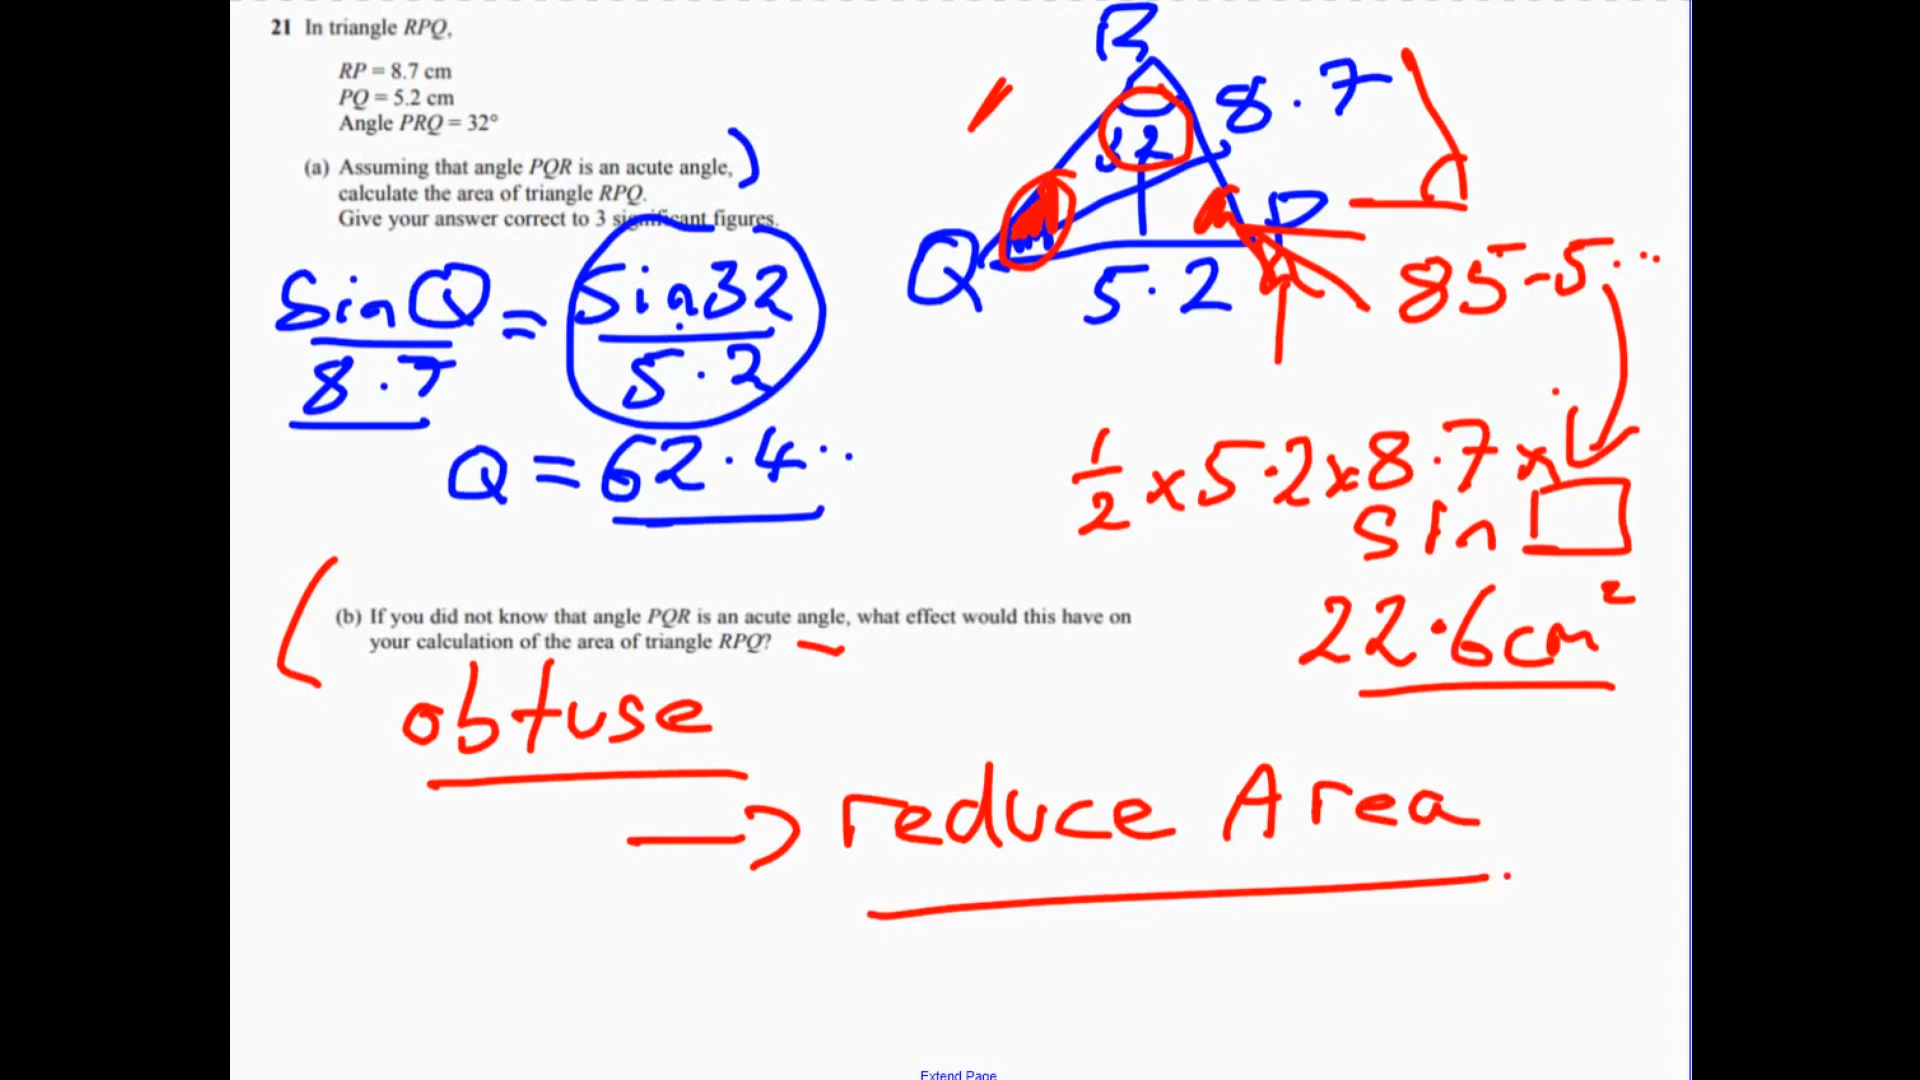 21 In triangle RPQ,
RP = 8.7 cm
PQ = 5.2 cm
Angle PRQ = 32°
(a) Assuming that angle PQR is an acute angle,
calculate the area of triangle RPQ.
Give your answer correct to 3 significant figures.
R
8.7
32
P
Q
5.2
85-5...
Sin Q / 8.7 = Sin 32 / 5.2
Q = 62.4..
1/2 × 5.2 × 8.7 ×
Sin
22.6cm²
(b) If you did not know that angle PQR is an acute angle, what effect would this have on
your calculation of the area of triangle RPQ?
obtuse
→ reduce Area
Extend Page